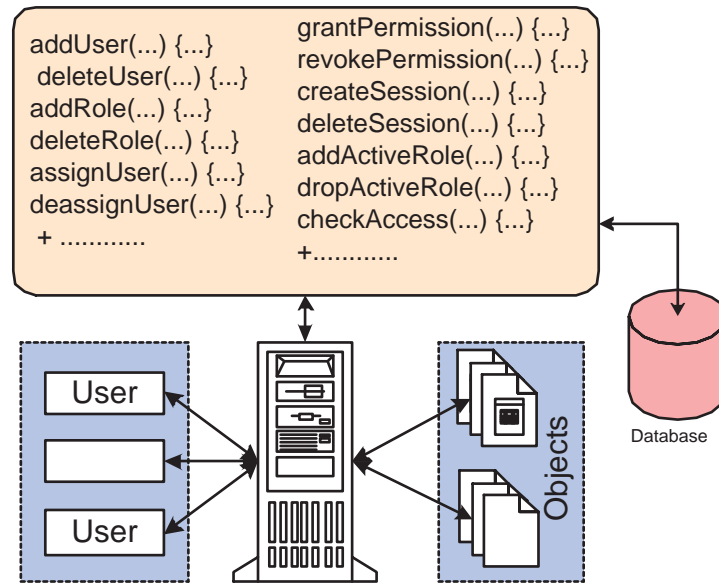 addUser(...) {...}
deleteUser(...) {...}
addRole(...) {...}
deleteRole(...) {...}
assignUser(...) {...}
deassignUser(...) {...}
+ ............
grantPermission(...) {...}
revokePermission(...) {...}
createSession(...) {...}
deleteSession(...) {...}
addActiveRole(...) {...}
dropActiveRole(...) {...}
checkAccess(...) {...}
+............
User
User
Objects
Database